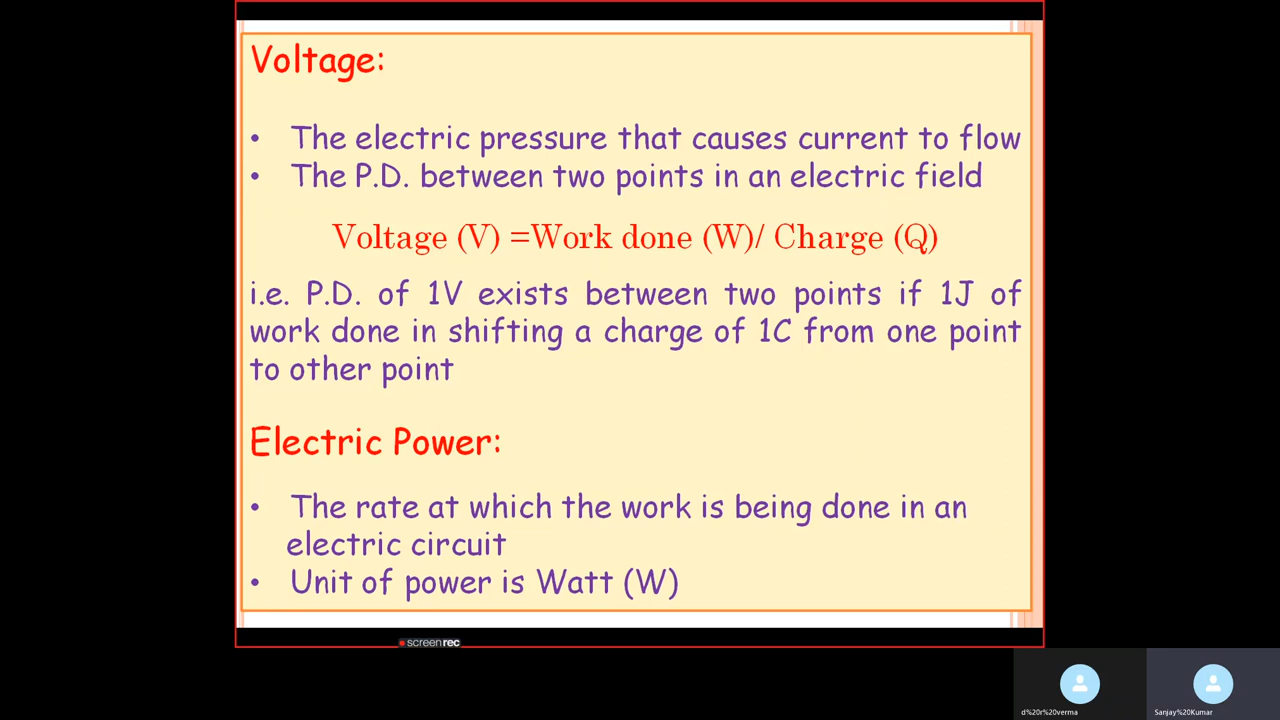 Voltage:
• The electric pressure that causes current to flow
• The P.D. between two points in an electric field
Voltage (V) =Work done (W)/ Charge (Q)
i.e. P.D. of 1V exists between two points if 1J of
work done in shifting a charge of 1C from one point
to other point
Electric Power:
• The rate at which the work is being done in an
electric circuit
• Unit of power is Watt (W)
screenrec
d%20r%20verma
Sanjay%20Kumar